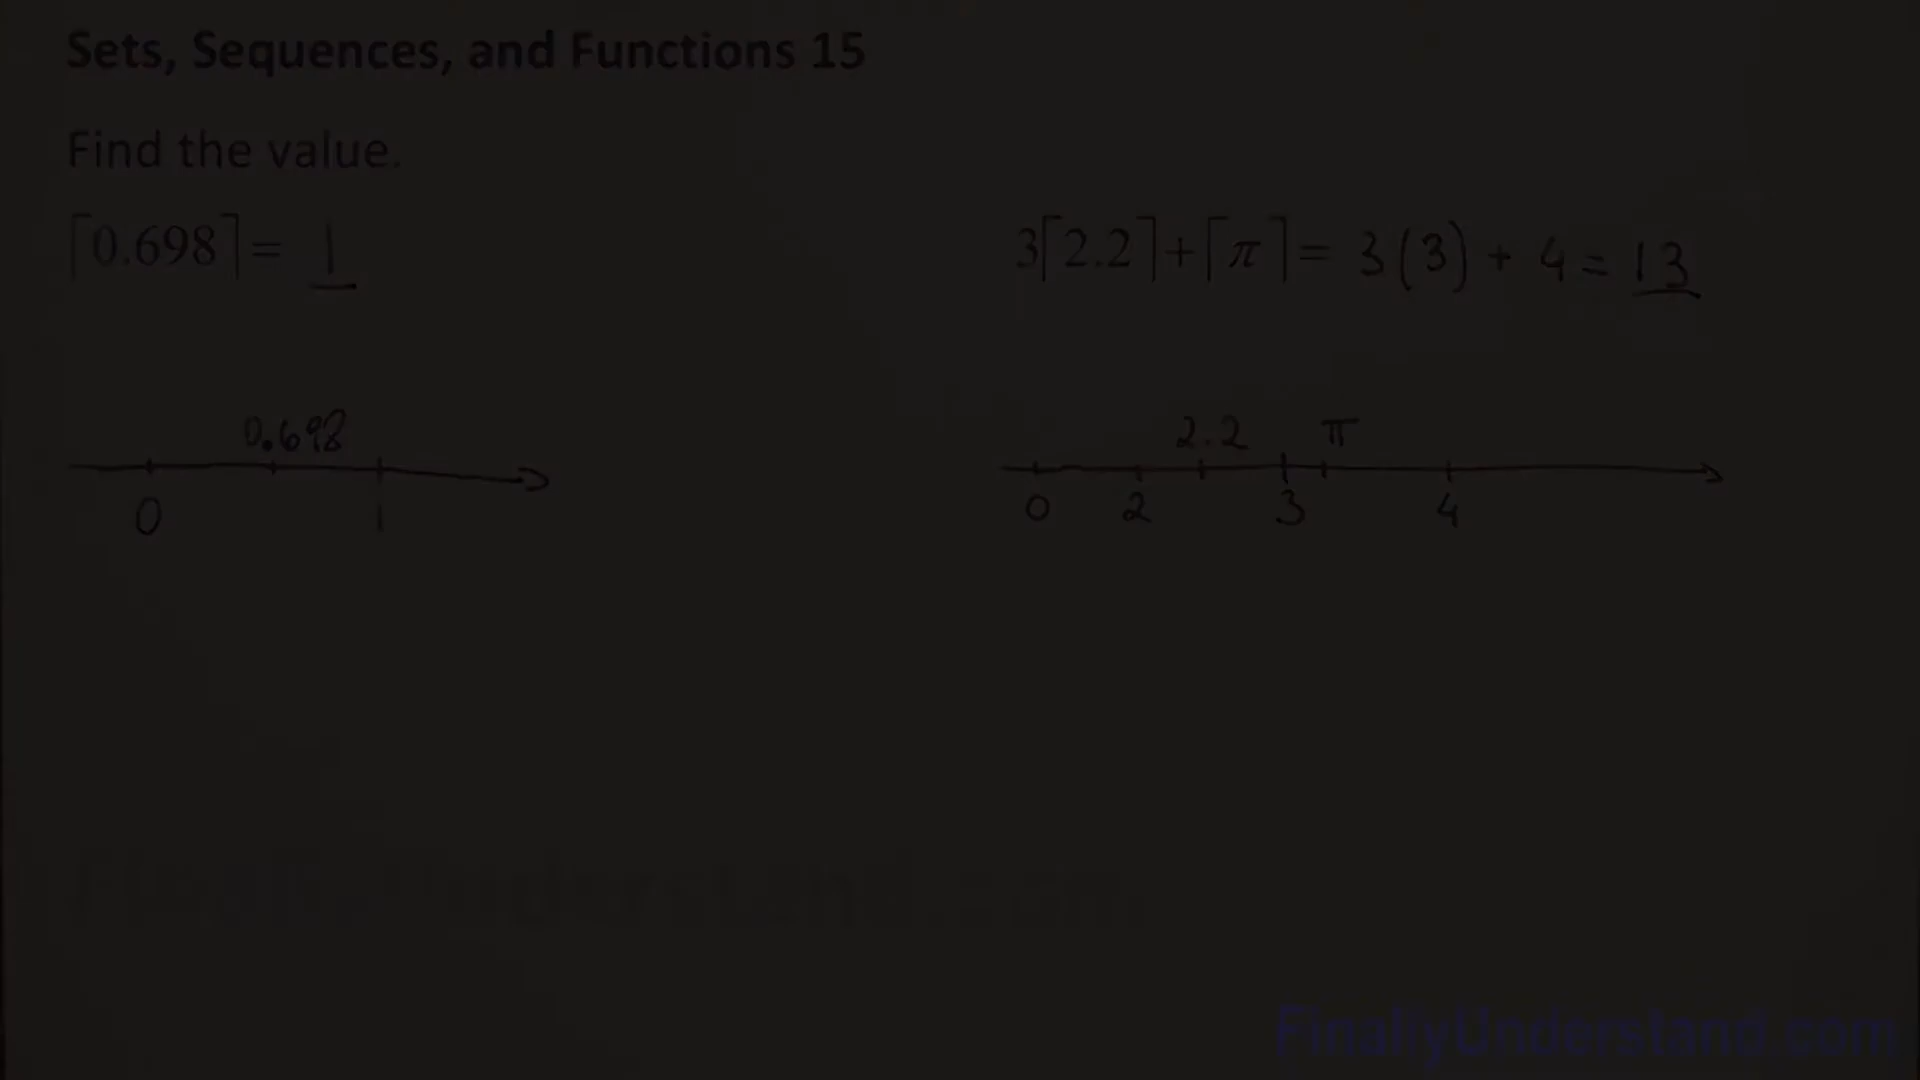 Sets, Sequences, and Functions 15
Find the value.
⌈0.698⌉ = 1
3⌈2.2⌉+⌈π⌉ = 3(3) + 4 = 13
0.698
0 1
2.2 π
0 2 3 4
FinallyUnderstand.com